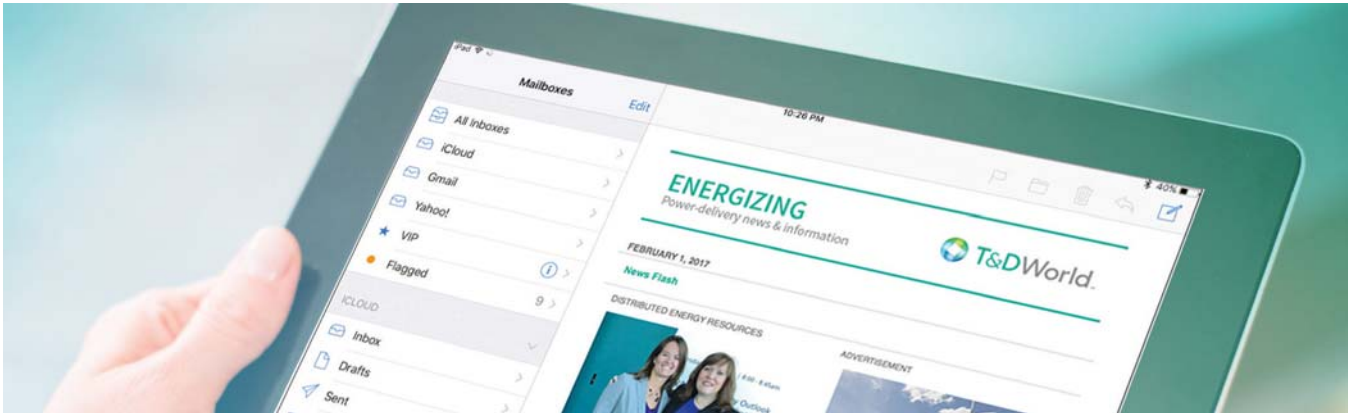 iPad
10:26 PM
40%
Mailboxes
Edit
All Inboxes
iCloud
Gmail
Yahoo!
VIP
Flagged
9
ICLOUD
Inbox
Drafts
Sent
ENERGIZING
Power-delivery news & information
T&DWorld
FEBRUARY 1, 2017
News Flash
DISTRIBUTED ENERGY RESOURCES
ADVERTISEMENT
Outlook